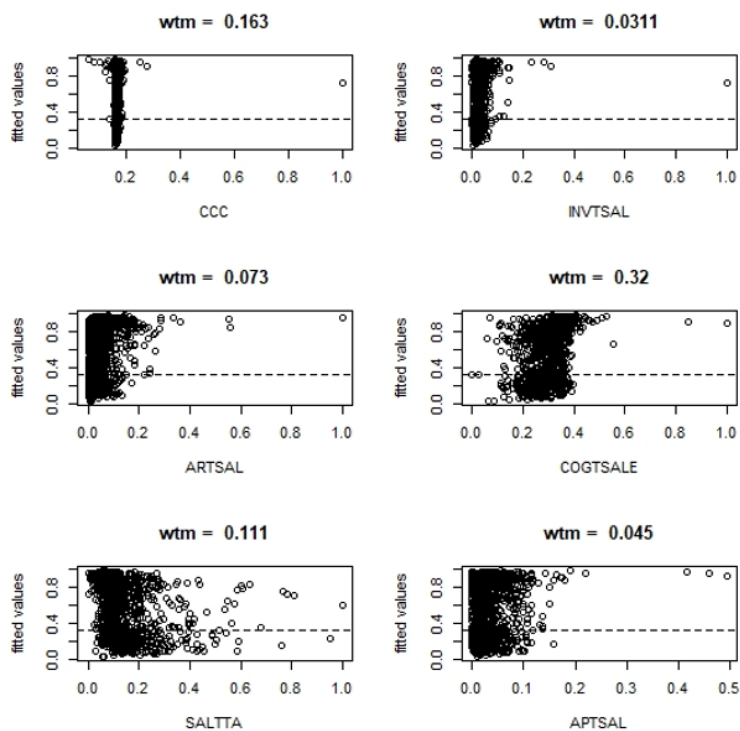 wtm = 0.163
fitted values
0.0 0.4 0.8
0.2 0.4 0.6 0.8 1.0
CCC
wtm = 0.0311
fitted values
0.0 0.4 0.8
0.0 0.2 0.4 0.6 0.8 1.0
INVTSAL
wtm = 0.073
fitted values
0.0 0.4 0.8
0.0 0.2 0.4 0.6 0.8 1.0
ARTSAL
wtm = 0.32
fitted values
0.0 0.4 0.8
0.0 0.2 0.4 0.6 0.8 1.0
COGTSALE
wtm = 0.111
fitted values
0.0 0.4 0.8
0.0 0.2 0.4 0.6 0.8 1.0
SALTTA
wtm = 0.045
fitted values
0.0 0.4 0.8
0.0 0.1 0.2 0.3 0.4 0.5
APTSAL